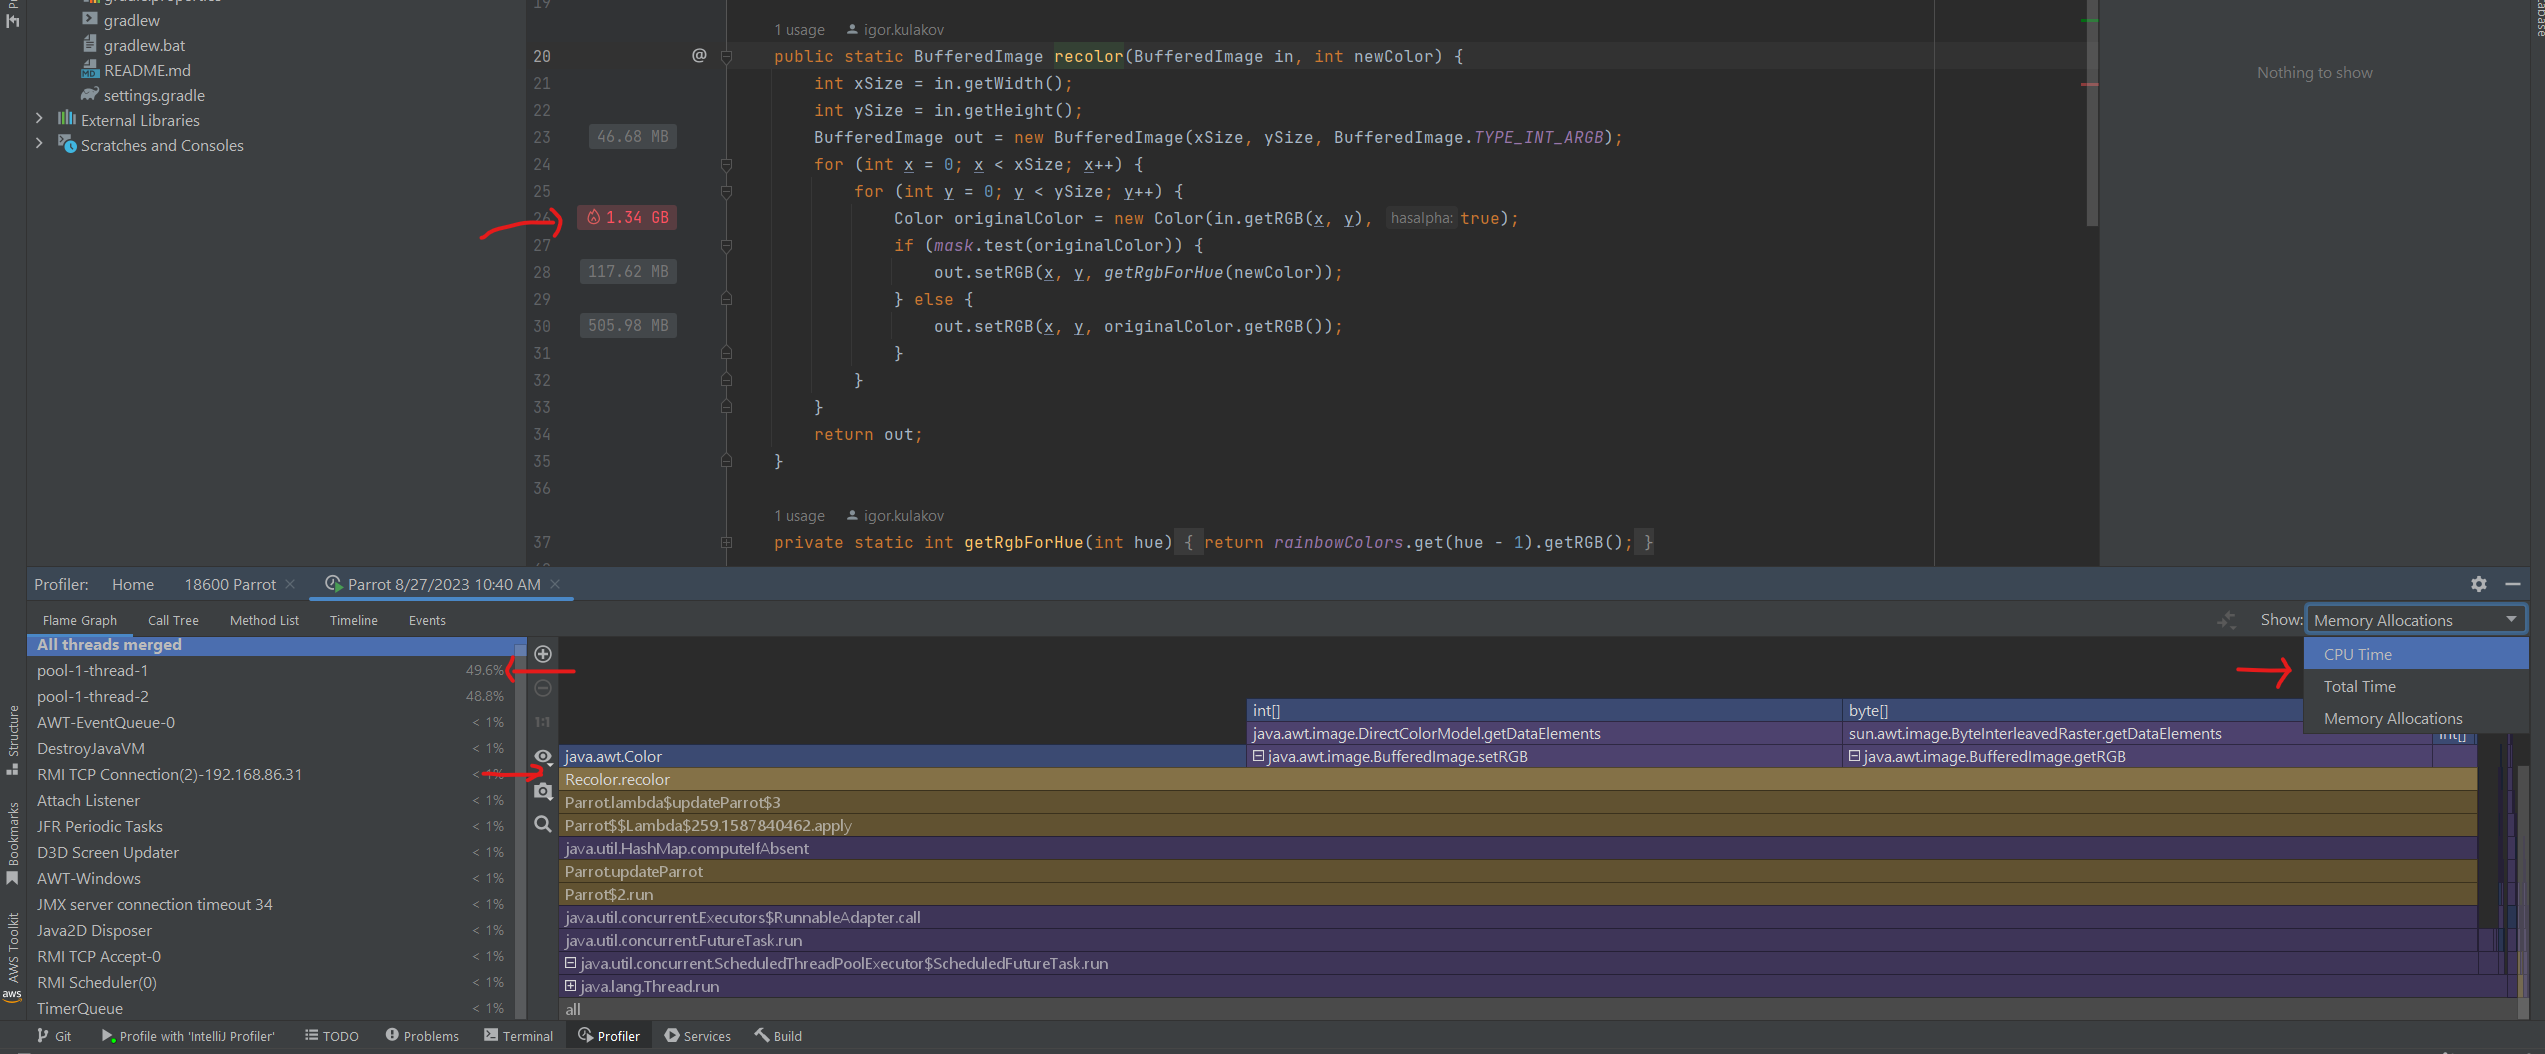 gradle.properties
gradlew
gradlew.bat
README.md
settings.gradle
External Libraries
Scratches and Consoles
19
1 usage igor.kulakov
20 @ public static BufferedImage recolor(BufferedImage in, int newColor) {
21 int xSize = in.getWidth();
22 int ySize = in.getHeight();
23 46.68 MB BufferedImage out = new BufferedImage(xSize, ySize, BufferedImage.TYPE_INT_ARGB);
24 for (int x = 0; x < xSize; x++) {
25 for (int y = 0; y < ySize; y++) {
26 1.34 GB Color originalColor = new Color(in.getRGB(x, y), hasalpha: true);
27 if (mask.test(originalColor)) {
28 117.62 MB out.setRGB(x, y, getRgbForHue(newColor));
29 } else {
30 505.98 MB out.setRGB(x, y, originalColor.getRGB());
31 }
32 }
33 }
34 return out;
35 }
36
1 usage igor.kulakov
37 private static int getRgbForHue(int hue) { return rainbowColors.get(hue - 1).getRGB(); }
Nothing to show
Profiler: Home 18600 Parrot Parrot 8/27/2023 10:40 AM
Flame Graph Call Tree Method List Timeline Events Show: Memory Allocations
CPU Time
Total Time
Memory Allocations
All threads merged
pool-1-thread-1 49.6%
pool-1-thread-2 48.8%
AWT-EventQueue-0 < 1%
DestroyJavaVM < 1%
RMI TCP Connection(2)-192.168.86.31 < 1%
Attach Listener < 1%
JFR Periodic Tasks < 1%
D3D Screen Updater < 1%
AWT-Windows < 1%
JMX server connection timeout 34 < 1%
Java2D Disposer < 1%
RMI TCP Accept-0 < 1%
RMI Scheduler(0) < 1%
TimerQueue < 1%
1:1
int[] byte[]
java.awt.image.DirectColorModel.getDataElements sun.awt.image.ByteInterleavedRaster.getDataElements int[]
java.awt.Color java.awt.image.BufferedImage.setRGB java.awt.image.BufferedImage.getRGB
Recolor.recolor
Parrot.lambda$updateParrot$3
Parrot$$Lambda$259.1587840462.apply
java.util.HashMap.computeIfAbsent
Parrot.updateParrot
Parrot$2.run
java.util.concurrent.Executors$RunnableAdapter.call
java.util.concurrent.FutureTask.run
java.util.concurrent.ScheduledThreadPoolExecutor$ScheduledFutureTask.run
java.lang.Thread.run
all
Structure
Bookmarks
AWS Toolkit
aws
Git Profile with 'IntelliJ Profiler' TODO Problems Terminal Profiler Services Build